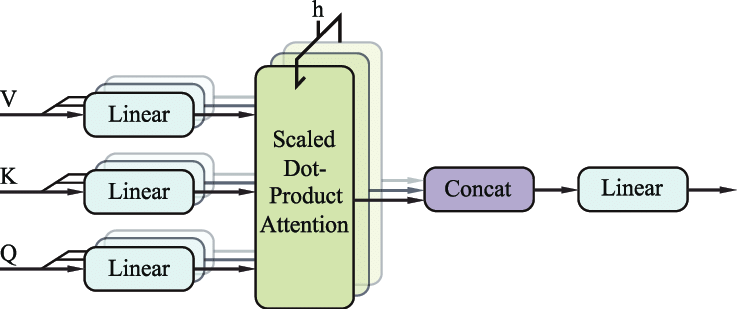 h
V
Linear
K
Linear
Q
Linear
Scaled
Dot-
Product
Attention
Concat
Linear